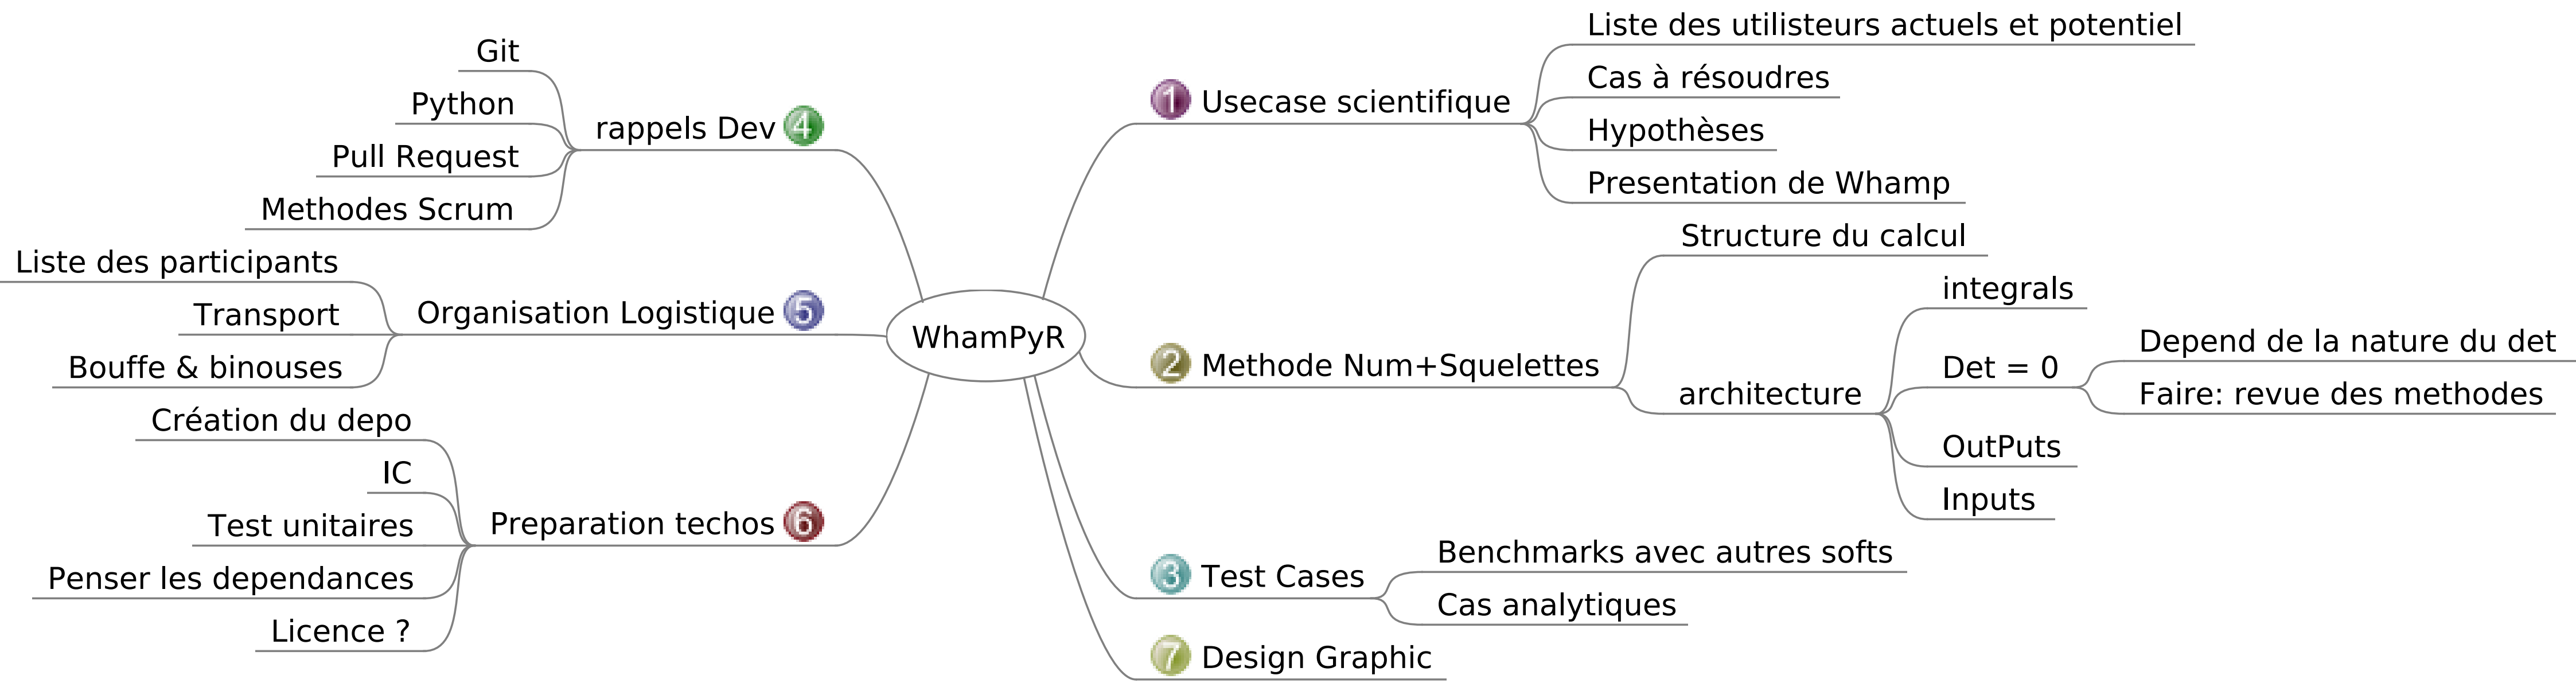 WhampPyR
1 Usecase scientifique
Liste des utilisteurs actuels et potentiel
Cas à résoudres
Hypothèses
Presentation de Whamp
2 Methode Num+Squelettes
Structure du calcul
architecture
integrals
Det = 0
Depend de la nature du det
Faire: revue des methodes
OutPuts
Inputs
3 Test Cases
Benchmarks avec autres softs
Cas analytiques
7 Design Graphic
rappels Dev 4
Git
Python
Pull Request
Methodes Scrum
Organisation Logistique 5
Liste des participants
Transport
Bouffe & binouses
Preparation techos 6
Création du depo
IC
Test unitaires
Penser les dependances
Licence ?